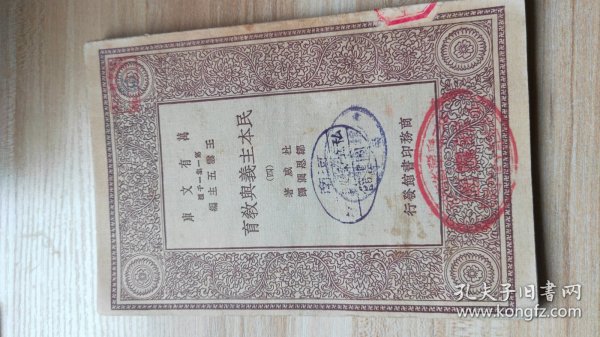 萬有文庫
第一集一千種
王雲五主編
民本主義與教育
(四)
杜威著
鄒恩潤譯
商務印書館發行
孔夫子旧书网
www.kongfz.com